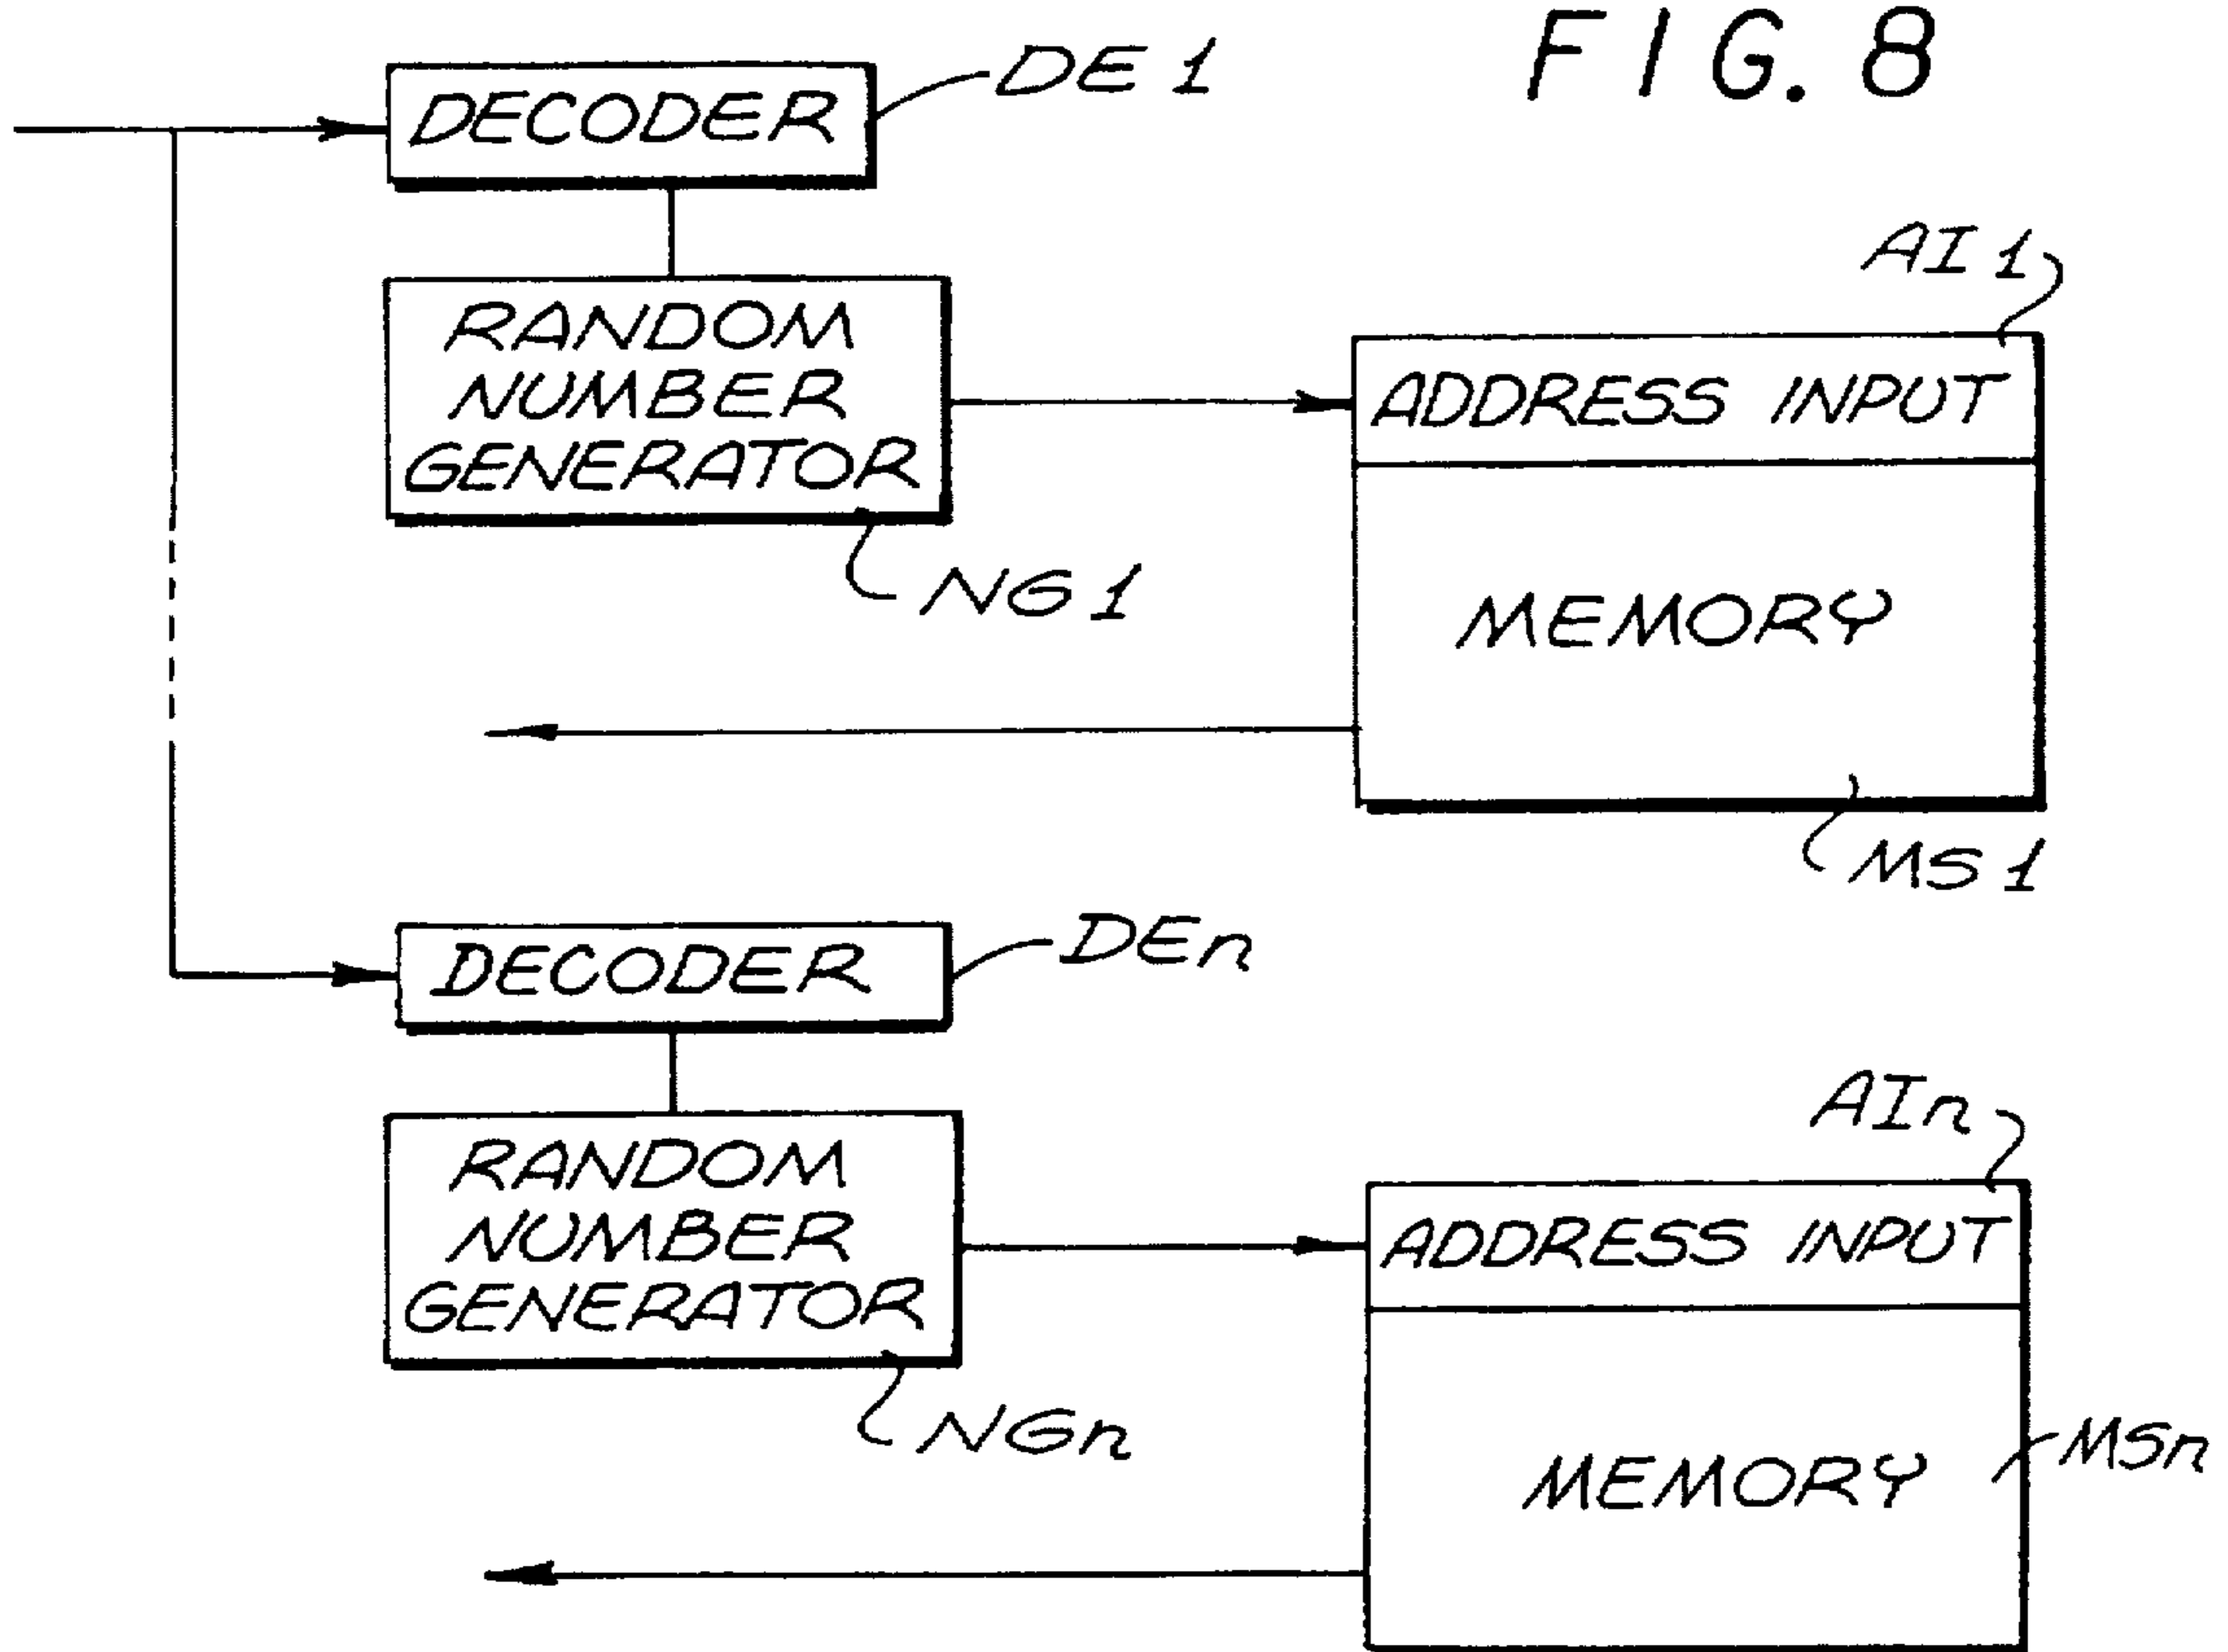 FIG. 8
DECODER
DE 1
RANDOM
NUMBER
GENERATOR
NG 1
AI 1
ADDRESS INPUT
MEMORY
MS 1
DECODER
DEn
RANDOM
NUMBER
GENERATOR
NGn
AIn
ADDRESS INPUT
MEMORY
MSn